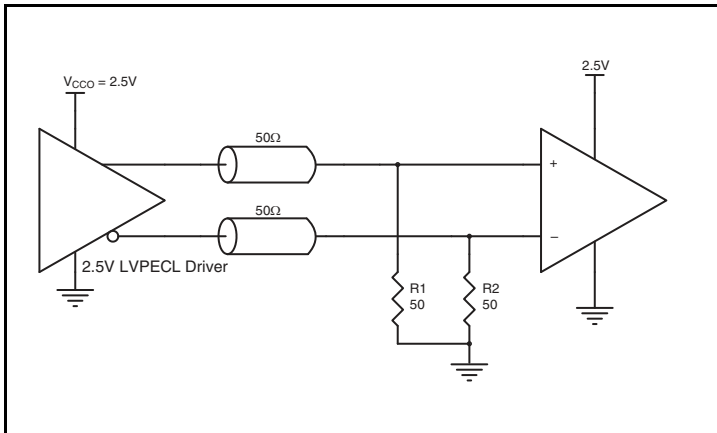 V_CCO = 2.5V
2.5V
50Ω
+
50Ω
−
2.5V LVPECL Driver
R1
50
R2
50